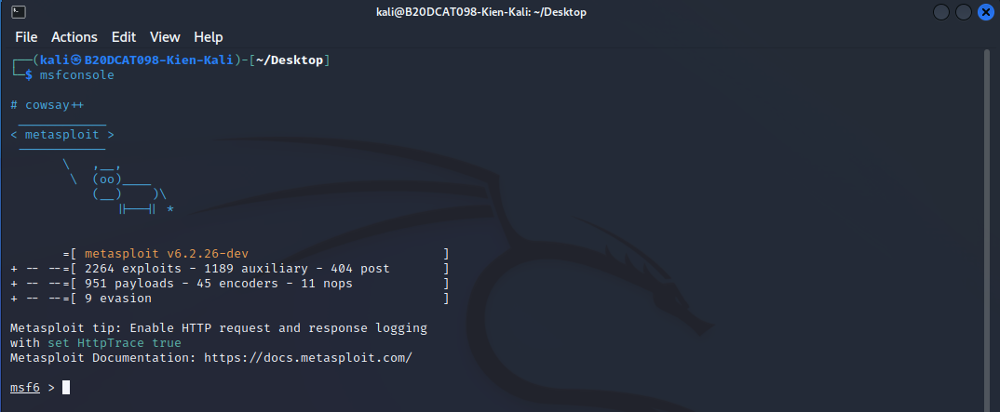 kali@B20DCAT098-Kien-Kali: ~/Desktop
File Actions Edit View Help
┌──(kali㉿B20DCAT098-Kien-Kali)-[~/Desktop]
└─$ msfconsole
# cowsay++
 ____________
< metasploit >
 ------------
       \   ,__,
        \  (oo)____
           (__)    )\
              ||--|| *
       =[ metasploit v6.2.26-dev                          ]
+ -- --=[ 2264 exploits - 1189 auxiliary - 404 post       ]
+ -- --=[ 951 payloads - 45 encoders - 11 nops            ]
+ -- --=[ 9 evasion                                       ]
Metasploit tip: Enable HTTP request and response logging
with set HttpTrace true
Metasploit Documentation: https://docs.metasploit.com/
msf6 >